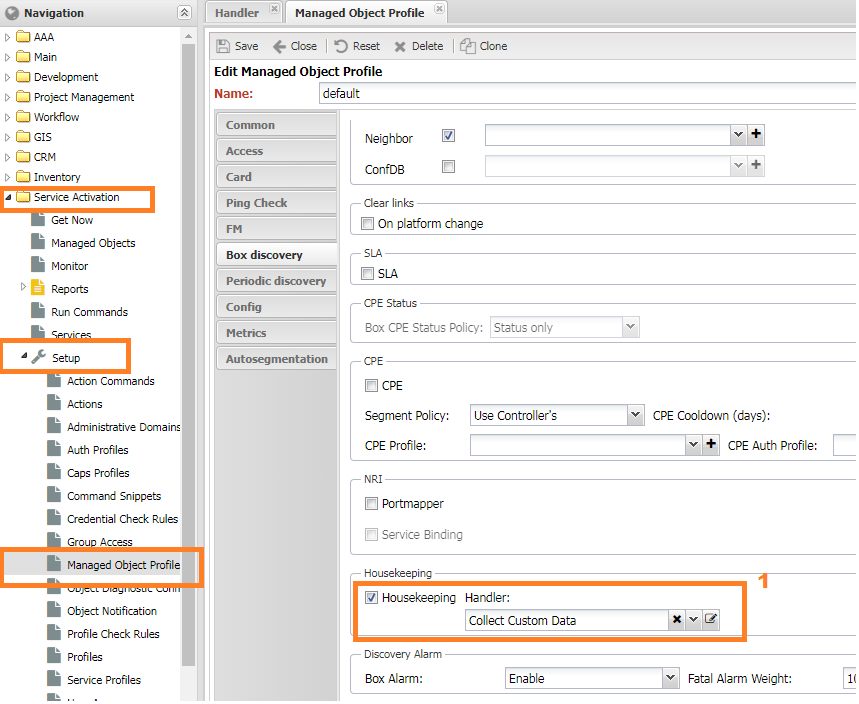 Navigation
AAA
Main
Development
Project Management
Workflow
GIS
CRM
Inventory
Service Activation
Get Now
Managed Objects
Monitor
Reports
Run Commands
Services
Setup
Action Commands
Actions
Administrative Domains
Auth Profiles
Caps Profiles
Command Snippets
Credential Check Rules
Group Access
Managed Object Profile
Object Diagnostic Conf
Object Notification
Profile Check Rules
Profiles
Service Profiles
Handler
Managed Object Profile
Save Close Reset Delete Clone
Edit Managed Object Profile
Name: default
Common
Access
Card
Ping Check
FM
Box discovery
Periodic discovery
Config
Metrics
Autosegmentation
Neighbor
ConfDB
Clear links
On platform change
SLA
SLA
CPE Status
Box CPE Status Policy: Status only
CPE
CPE
Segment Policy: Use Controller's CPE Cooldown (days):
CPE Profile: CPE Auth Profile:
NRI
Portmapper
Service Binding
Housekeeping
1
Housekeeping Handler:
Collect Custom Data
Discovery Alarm
Box Alarm: Enable Fatal Alarm Weight: 10